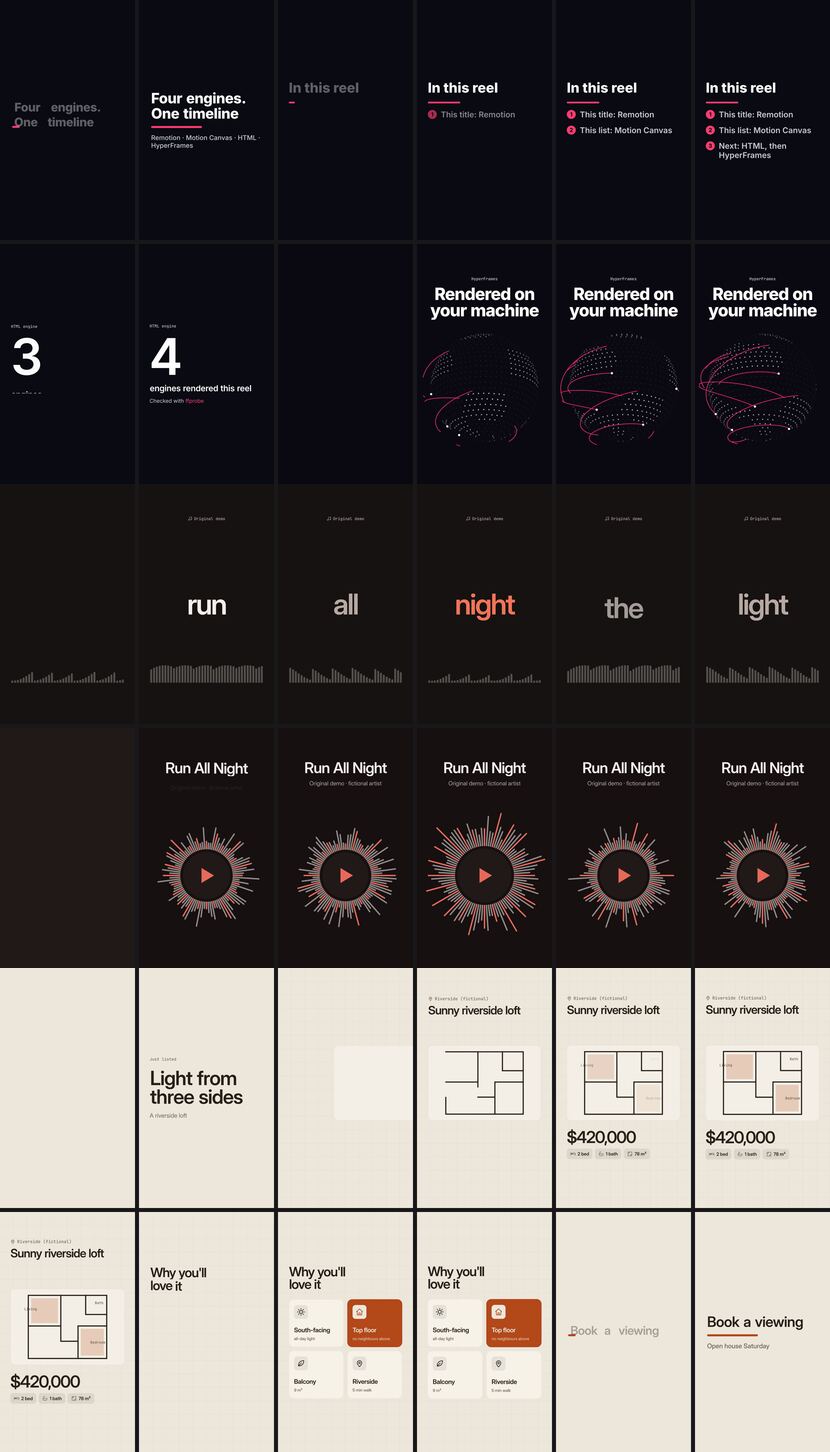 Four engines.
One timeline
Four engines.
One timeline
Remotion · Motion Canvas · HTML ·
HyperFrames
In this reel
In this reel
1 This title: Remotion
In this reel
1 This title: Remotion
2 This list: Motion Canvas
In this reel
1 This title: Remotion
2 This list: Motion Canvas
3 Next: HTML, then
HyperFrames
HTML engine
3
HTML engine
4
engines rendered this reel
Checked with ffprobe
HyperFrames
Rendered on
your machine
HyperFrames
Rendered on
your machine
HyperFrames
Rendered on
your machine
Original demo
run
Original demo
all
Original demo
night
Original demo
the
Original demo
light
Run All Night
Original demo · fictional artist
Run All Night
Original demo · fictional artist
Run All Night
Original demo · fictional artist
Run All Night
Original demo · fictional artist
Run All Night
Original demo · fictional artist
Just listed
Light from
three sides
A riverside loft
Riverside (fictional)
Sunny riverside loft
Riverside (fictional)
Sunny riverside loft
Living
Bedroom
$420,000
2 bed 1 bath 78 m²
Riverside (fictional)
Sunny riverside loft
Bath
Living
Bedroom
$420,000
2 bed 1 bath 78 m²
Riverside (fictional)
Sunny riverside loft
Bath
Living
Bedroom
$420,000
2 bed 1 bath 78 m²
Why you'll
love it
Why you'll
love it
South-facing
all-day light
Top floor
no neighbours above
Balcony
9 m²
Riverside
5 min walk
Why you'll
love it
South-facing
all-day light
Top floor
no neighbours above
Balcony
9 m²
Riverside
5 min walk
Book a viewing
Book a viewing
Open house Saturday